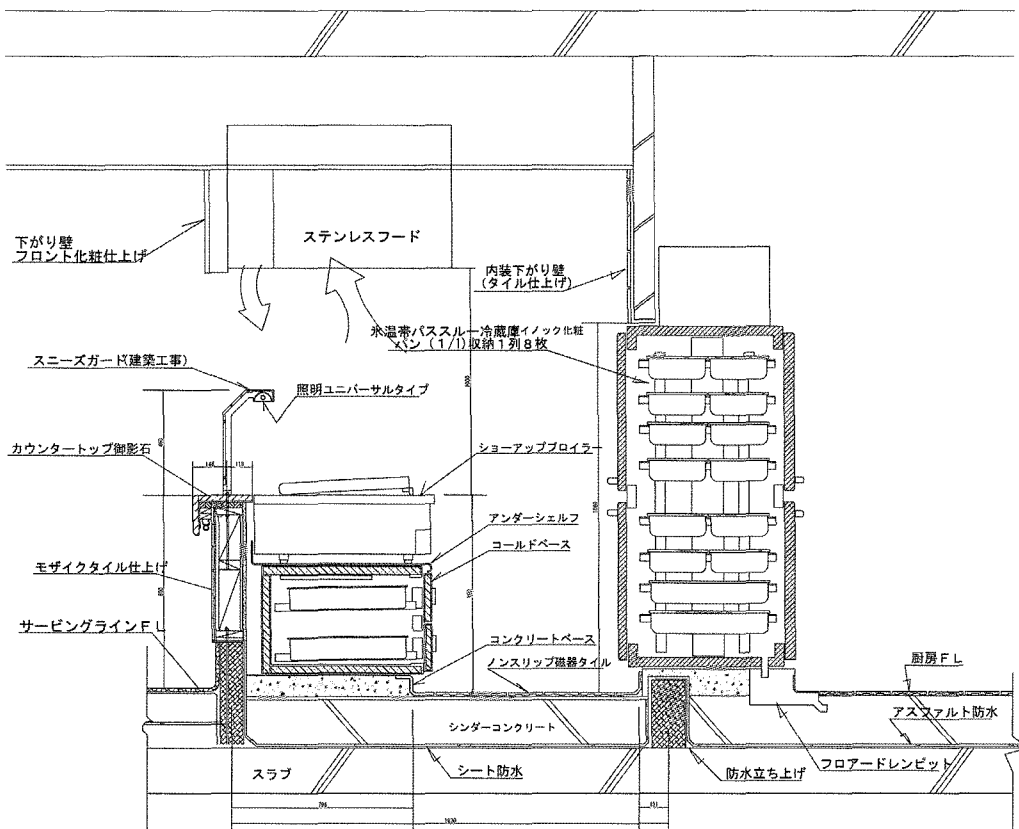 ステンレスフード
下がり壁
フロント化粧仕上げ
内装下がり壁
(タイル仕上げ)
氷温帯パススルー冷蔵庫イノック化粧
パン (1/1)収納1列8枚
スニーズガード(建築工事)
照明ユニバーサルタイプ
カウンタートップ御影石
ショーアップブロイラー
アンダーシェルフ
コールドベース
モザイクタイル仕上げ
サービングラインFL
コンクリートベース
ノンスリップ磁器タイル
厨房FL
アスファルト防水
シンダーコンクリート
フロアードレンピット
スラブ
シート防水
防水立ち上げ